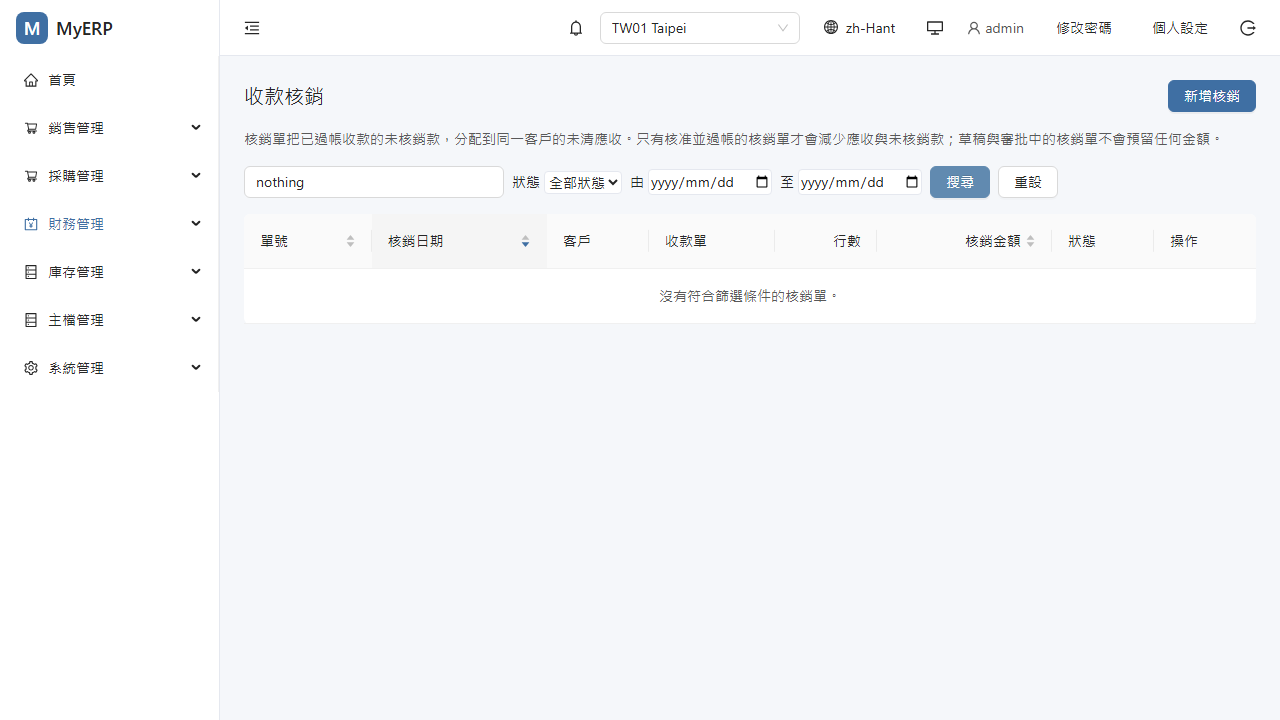 M MyERP
TW01 Taipei
zh-Hant
admin
修改密碼
個人設定
首頁
銷售管理
採購管理
財務管理
庫存管理
主檔管理
系統管理
收款核銷
新增核銷
核銷單把已過帳收款的未核銷款，分配到同一客戶的未清應收。只有核准並過帳的核銷單才會減少應收與未核銷款；草稿與審批中的核銷單不會預留任何金額。
nothing 狀態 全部狀態 由 yyyy/mm/dd 至 yyyy/mm/dd 搜尋 重設
單號 核銷日期 客戶 收款單 行數 核銷金額 狀態 操作
沒有符合篩選條件的核銷單。